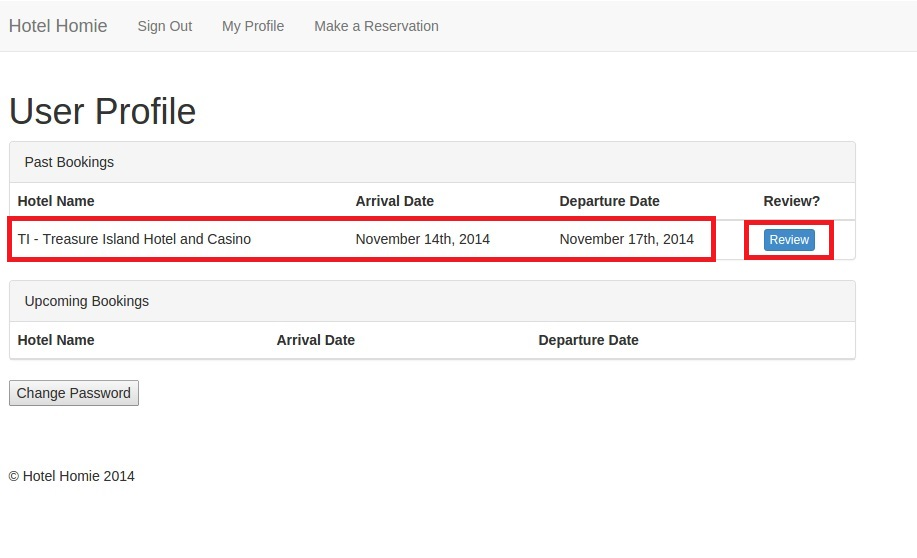 Hotel Homie Sign Out My Profile Make a Reservation
User Profile
Past Bookings
Hotel Name Arrival Date Departure Date Review?
TI - Treasure Island Hotel and Casino November 14th, 2014 November 17th, 2014 Review
Upcoming Bookings
Hotel Name Arrival Date Departure Date
Change Password
© Hotel Homie 2014